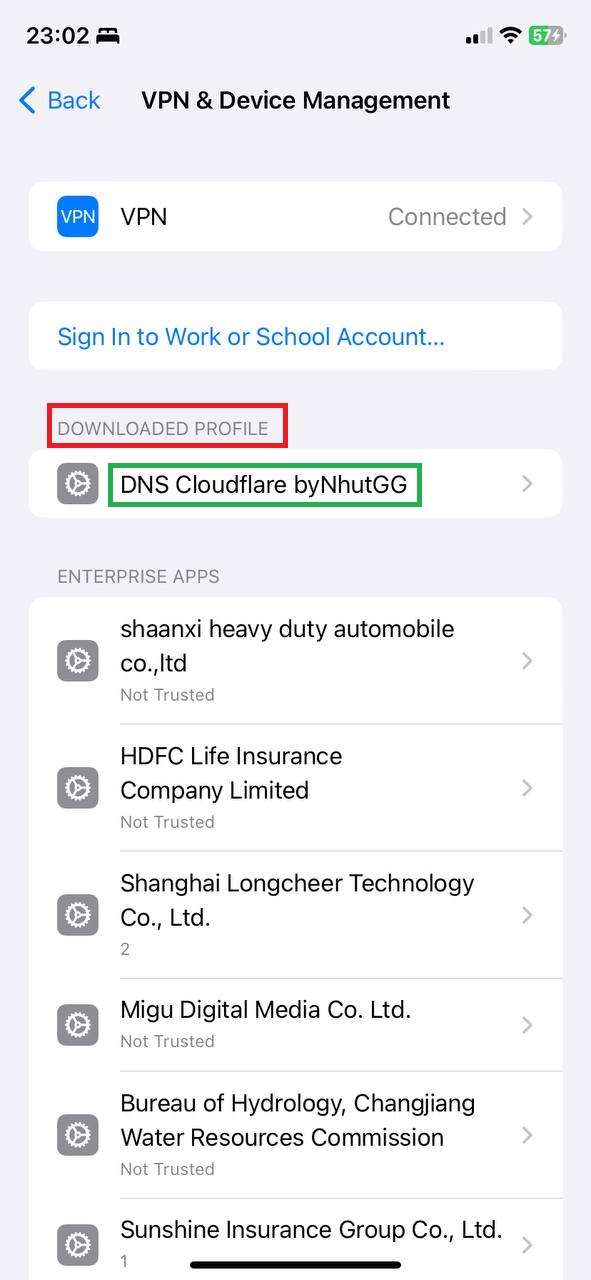 23:02
57
Back
VPN & Device Management
VPN
VPN
Connected
Sign In to Work or School Account...
DOWNLOADED PROFILE
DNS Cloudflare byNhutGG
ENTERPRISE APPS
shaanxi heavy duty automobile
co.,ltd
Not Trusted
HDFC Life Insurance
Company Limited
Not Trusted
Shanghai Longcheer Technology
Co., Ltd.
2
Migu Digital Media Co. Ltd.
Not Trusted
Bureau of Hydrology, Changjiang
Water Resources Commission
Not Trusted
Sunshine Insurance Group Co., Ltd.
1